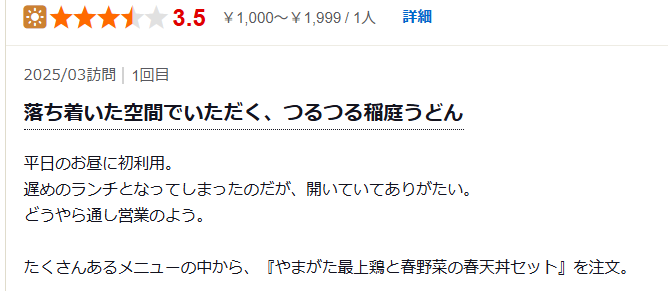 3.5 ￥1,000～￥1,999 / 1人 詳細
2025/03訪問 | 1回目
落ち着いた空間でいただく、つるつる稲庭うどん
平日のお昼に初利用。
遅めのランチとなってしまったのだが、開いていてありがたい。
どうやら通し営業のよう。
たくさんあるメニューの中から、『やまがた最上鶏と春野菜の春天丼セット』を注文。